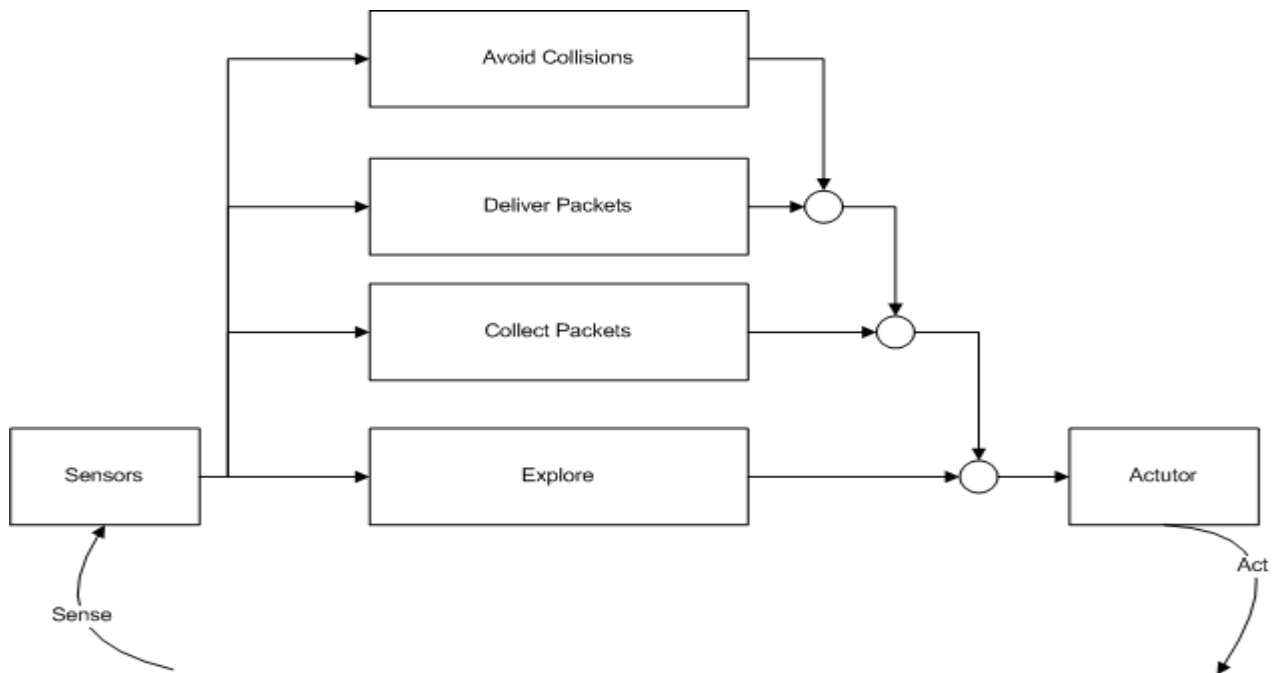 Avoid Collisions
Deliver Packets
Collect Packets
Sensors
Explore
Actutor
Sense
Act